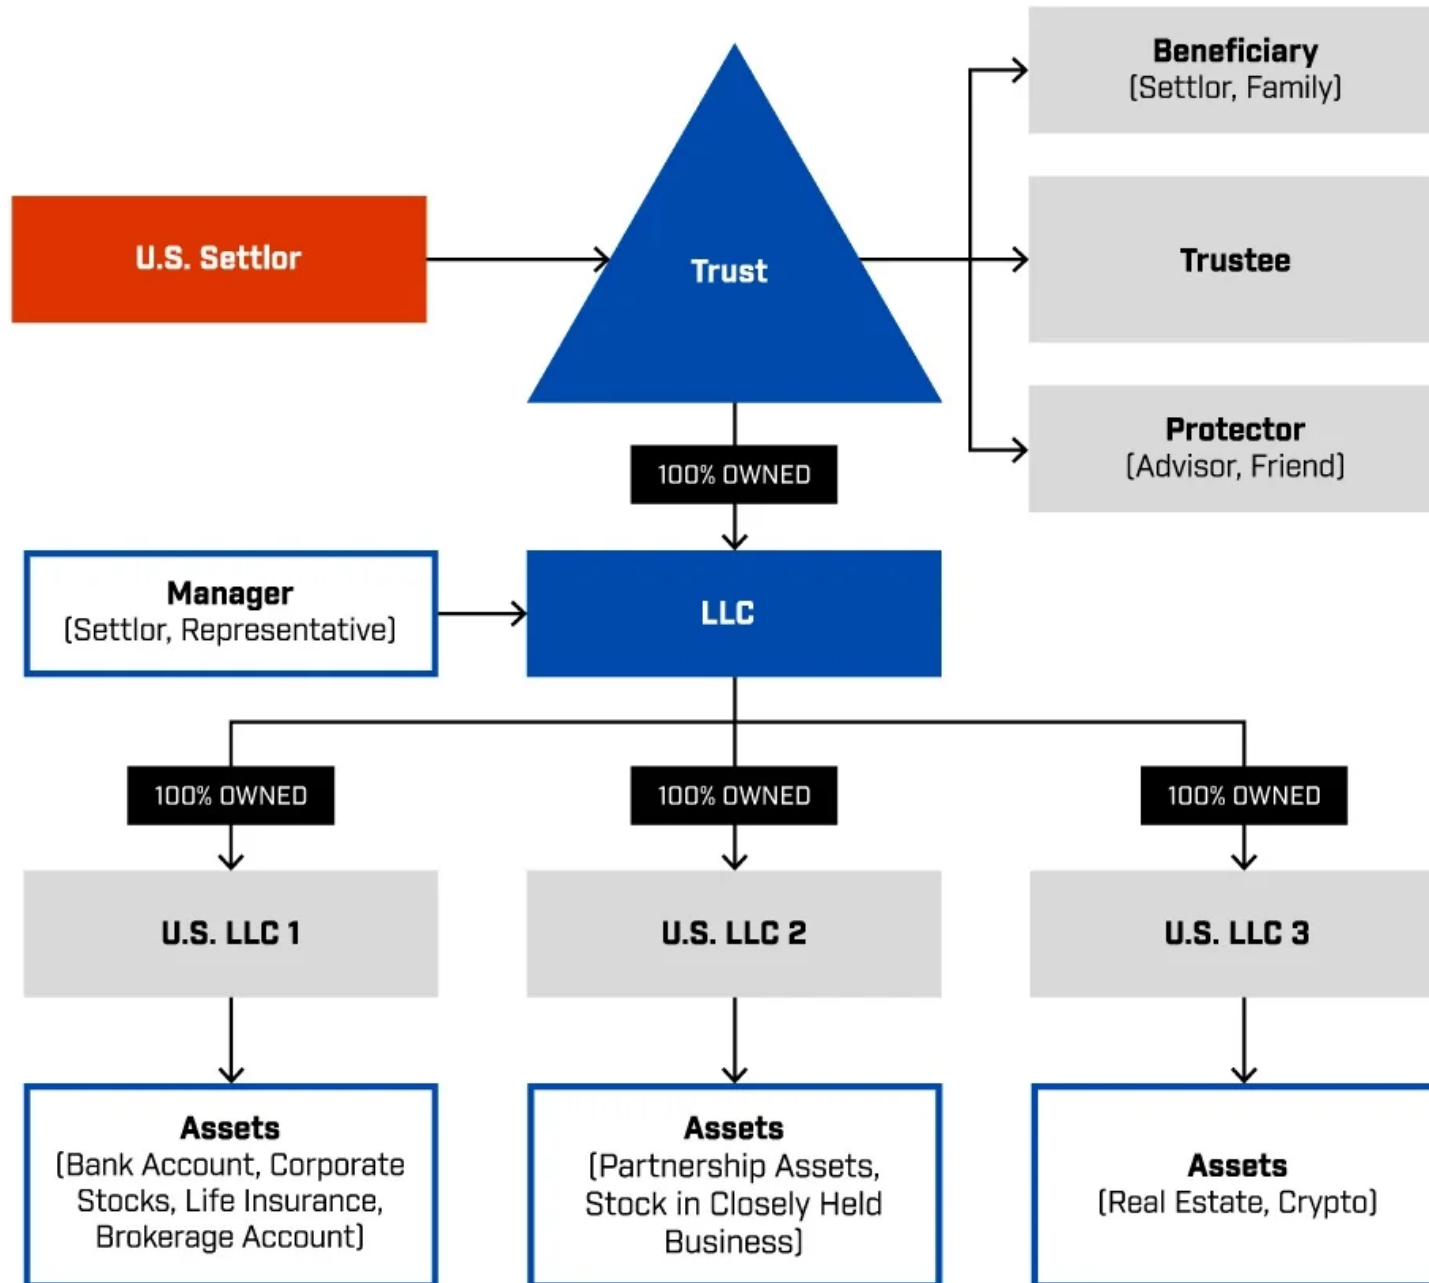 Beneficiary
(Settlor, Family)
U.S. Settlor
Trust
Trustee
Protector
(Advisor, Friend)
100% OWNED
Manager
(Settlor, Representative)
LLC
100% OWNED
100% OWNED
100% OWNED
U.S. LLC 1
U.S. LLC 2
U.S. LLC 3
Assets
(Bank Account, Corporate
Stocks, Life Insurance,
Brokerage Account)
Assets
(Partnership Assets,
Stock in Closely Held
Business)
Assets
(Real Estate, Crypto)